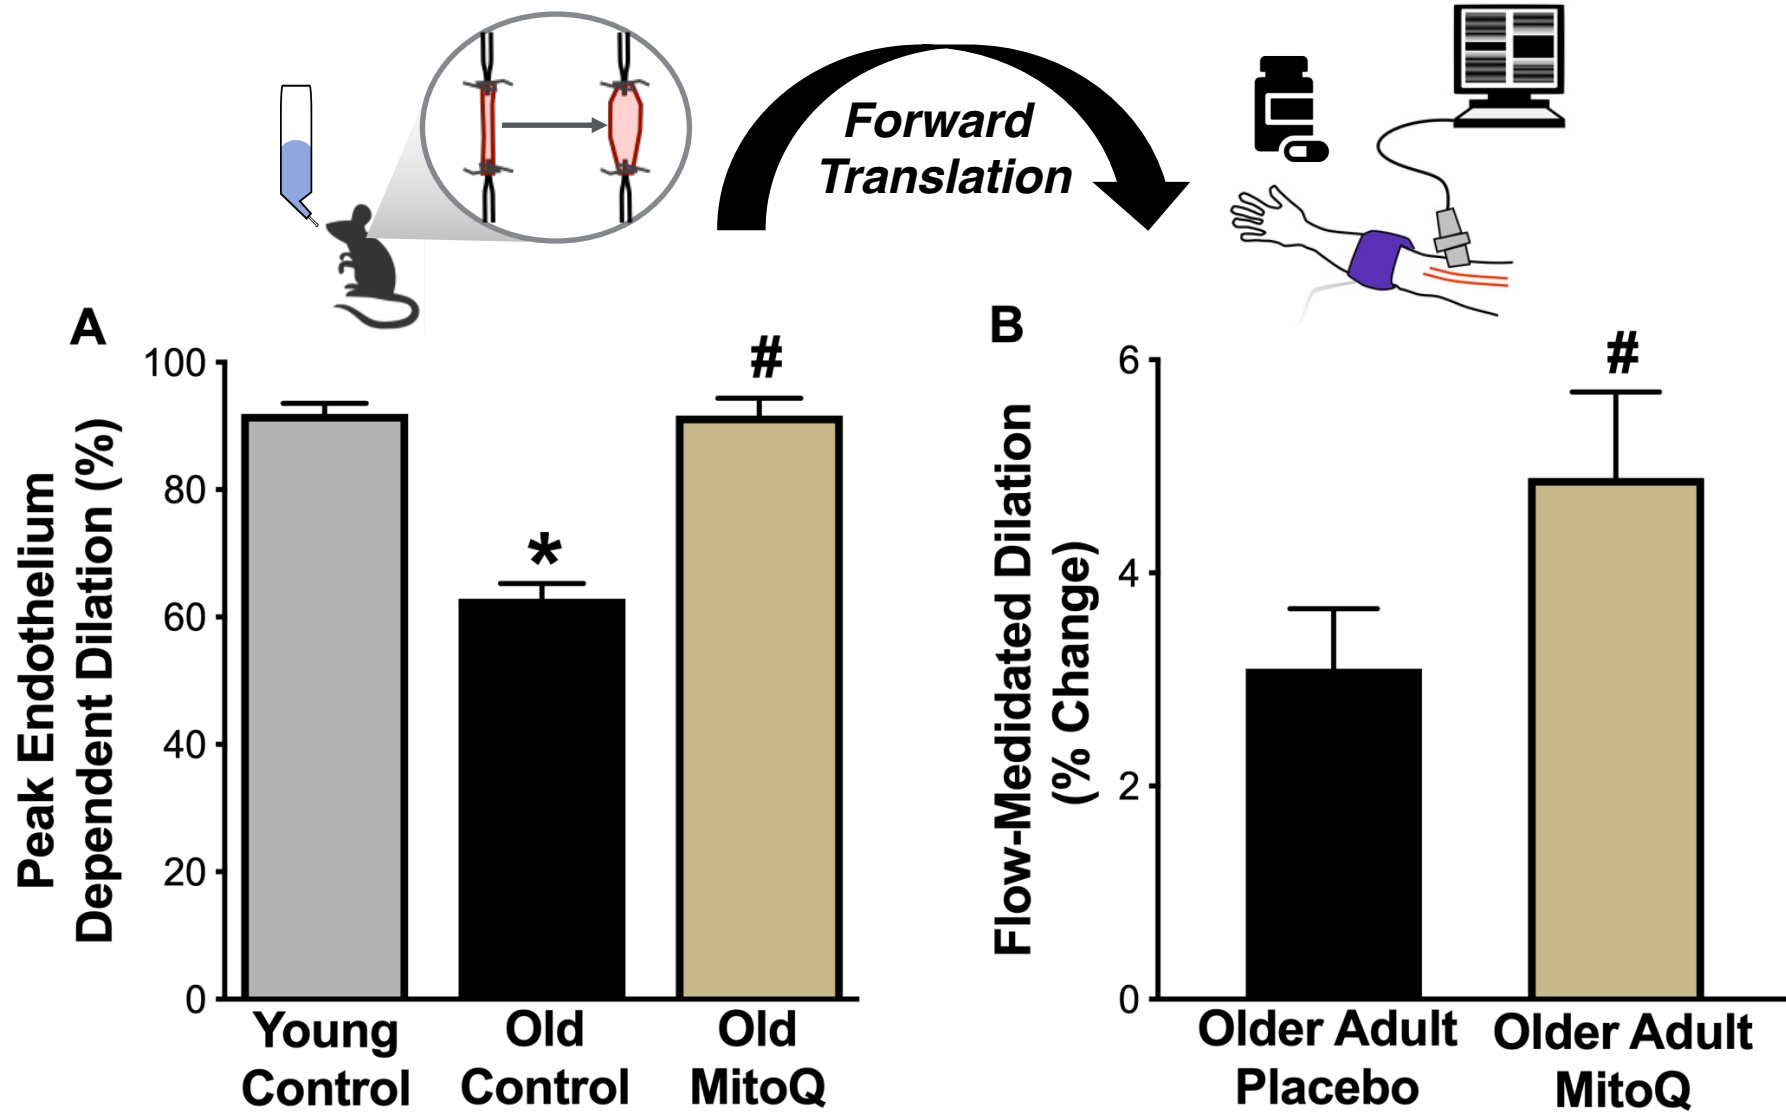 Forward
Translation
A
Peak Endothelium
Dependent Dilation (%)
100
80
60
40
20
0
*
#
Young
Control
Old
Control
Old
MitoQ
B
Flow-Medidated Dilation
(% Change)
6
4
2
0
#
Older Adult
Placebo
Older Adult
MitoQ